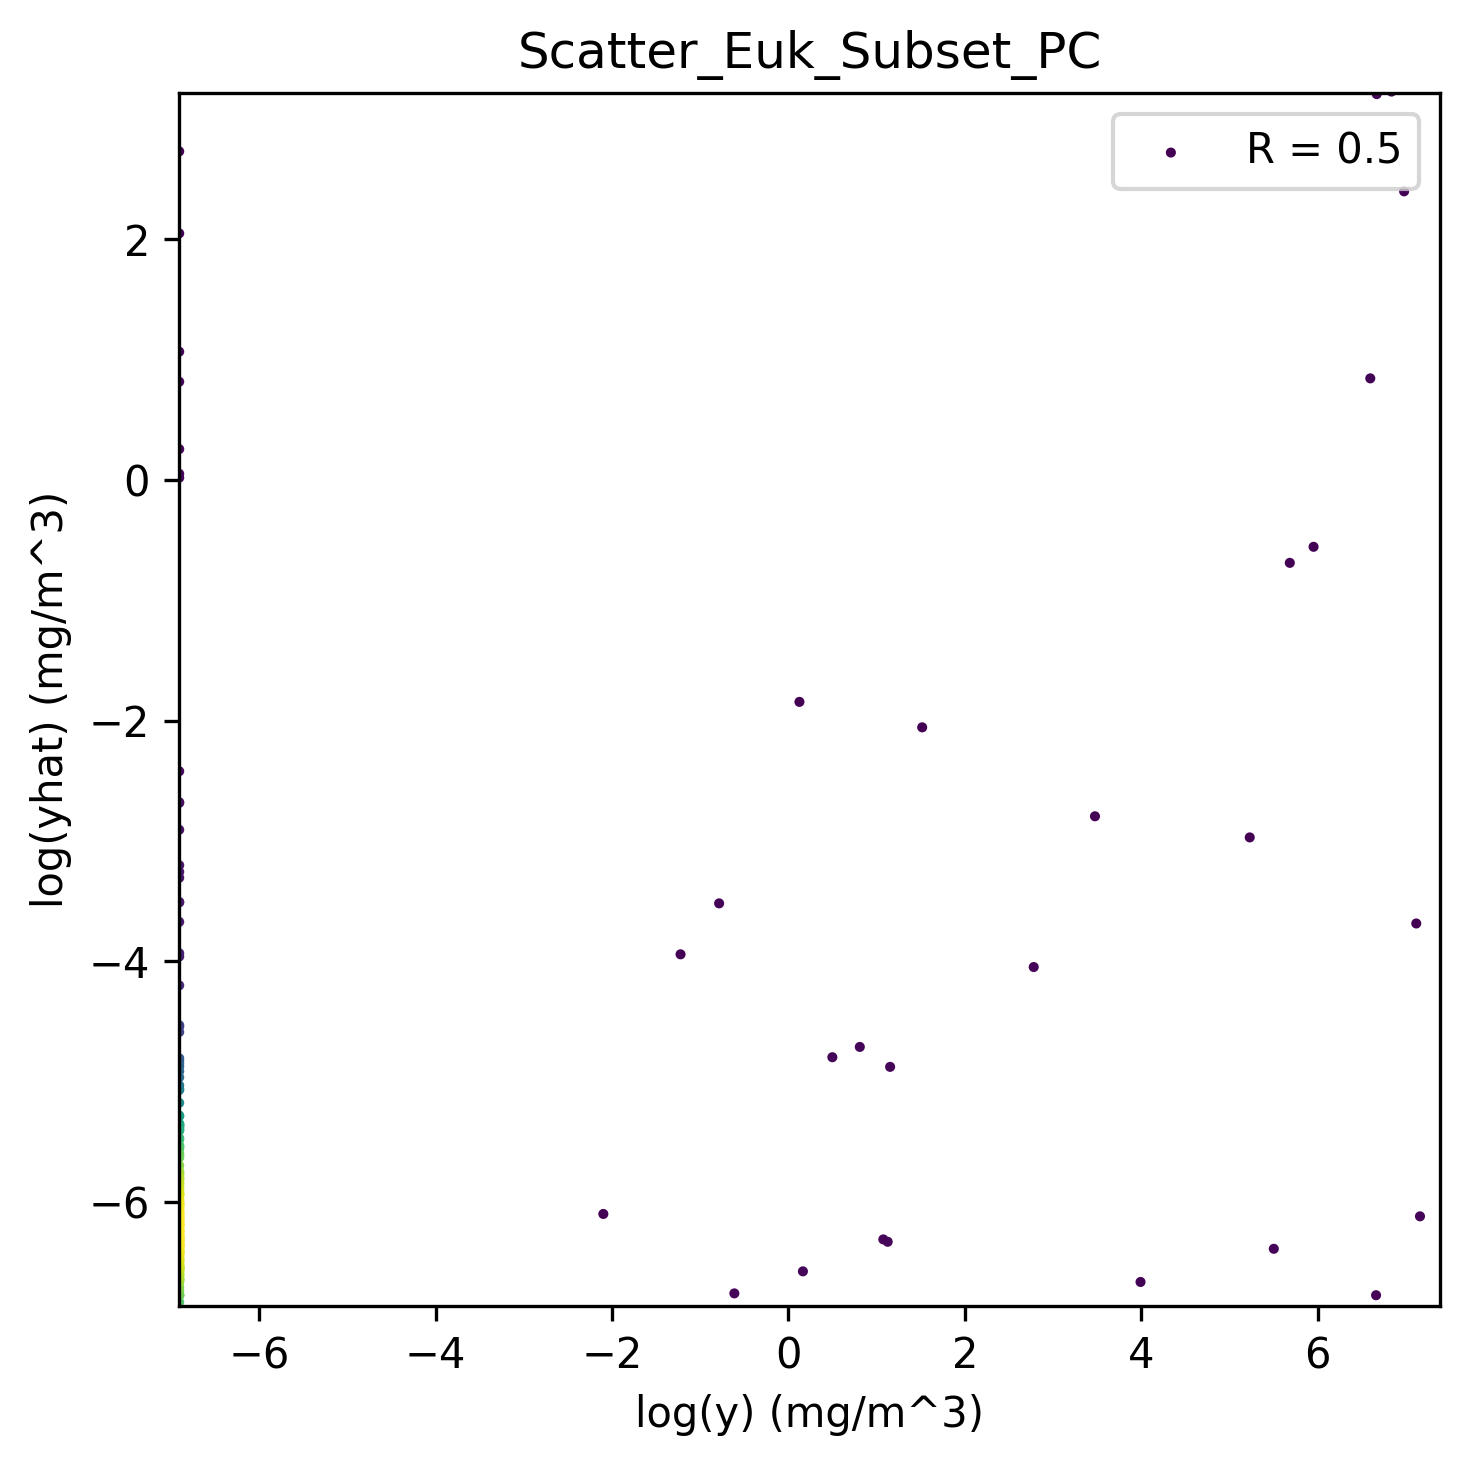 Scatter_Euk_Subset_PC
R = 0.5
log(yhat) (mg/m^3)
2
0
−2
−4
−6
−6 −4 −2 0 2 4 6
log(y) (mg/m^3)